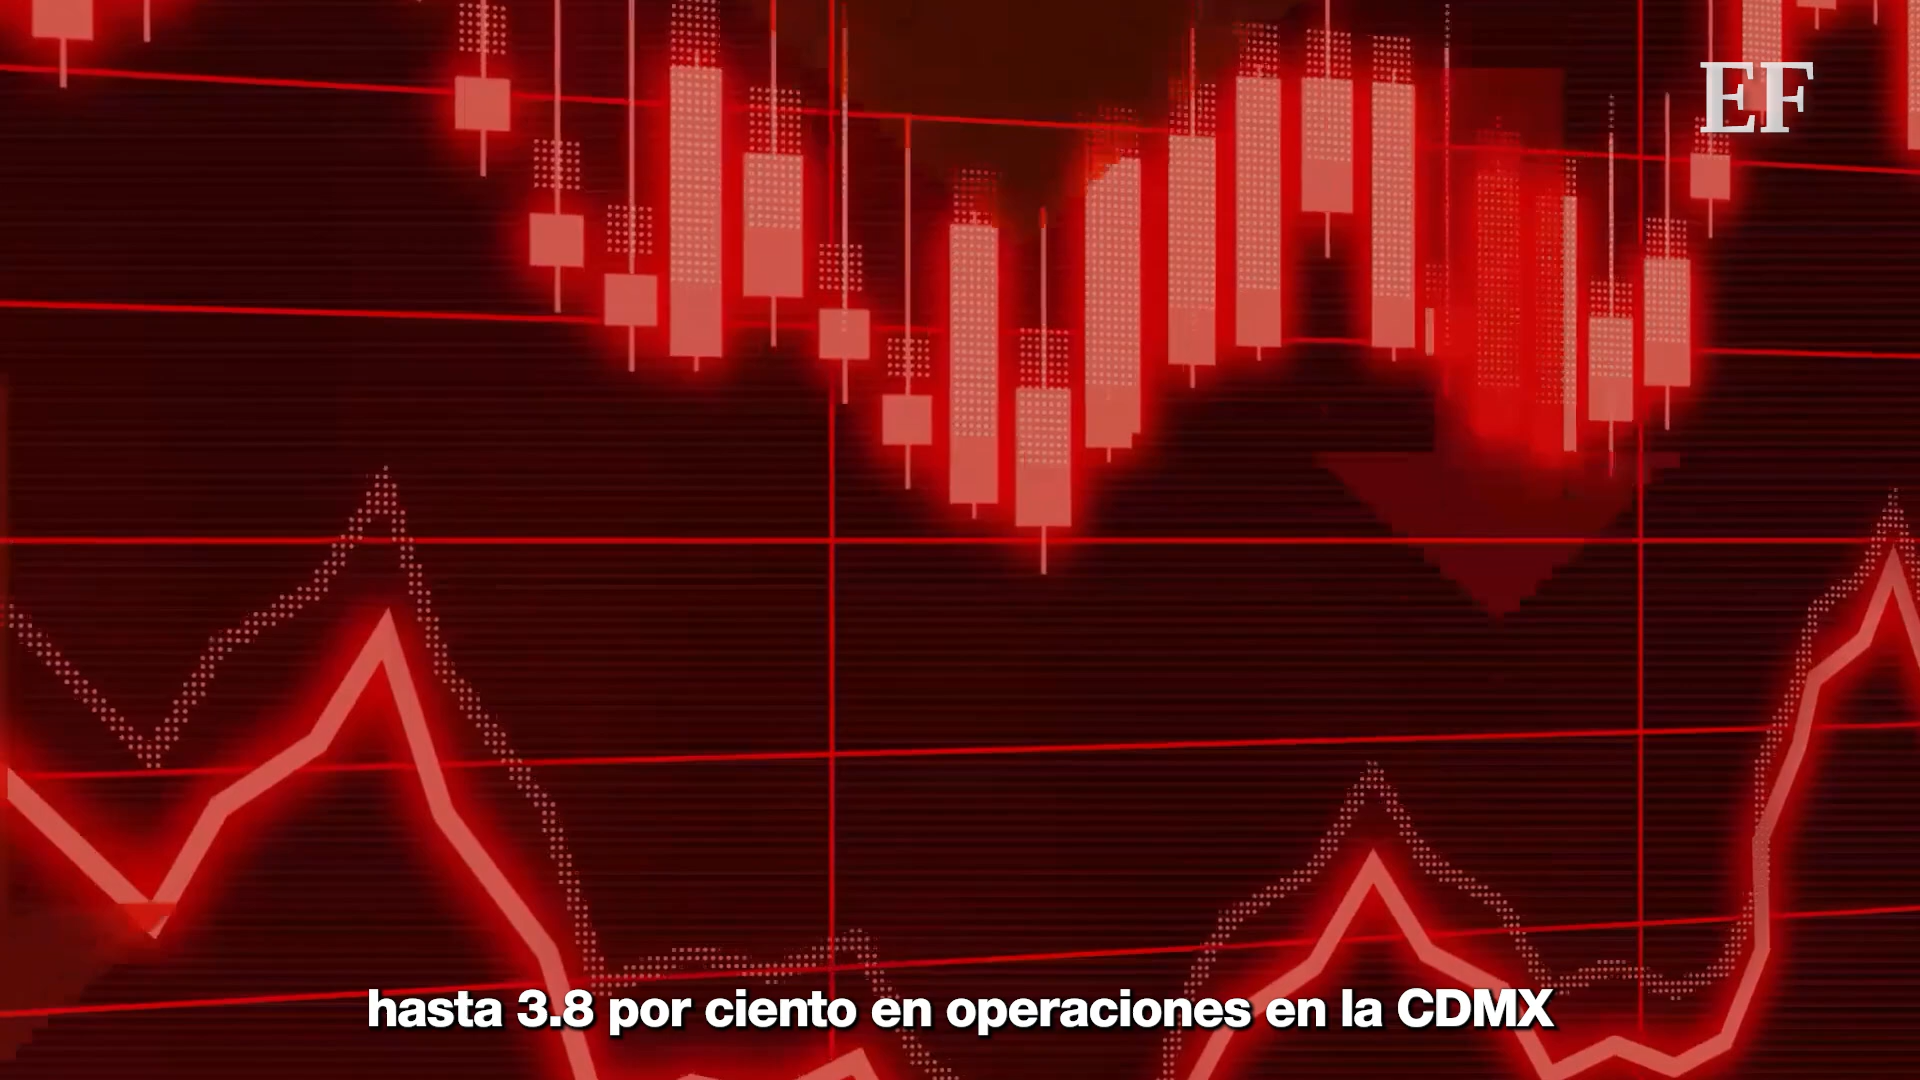 EF
hasta 3.8 por ciento en operaciones en la CDMX